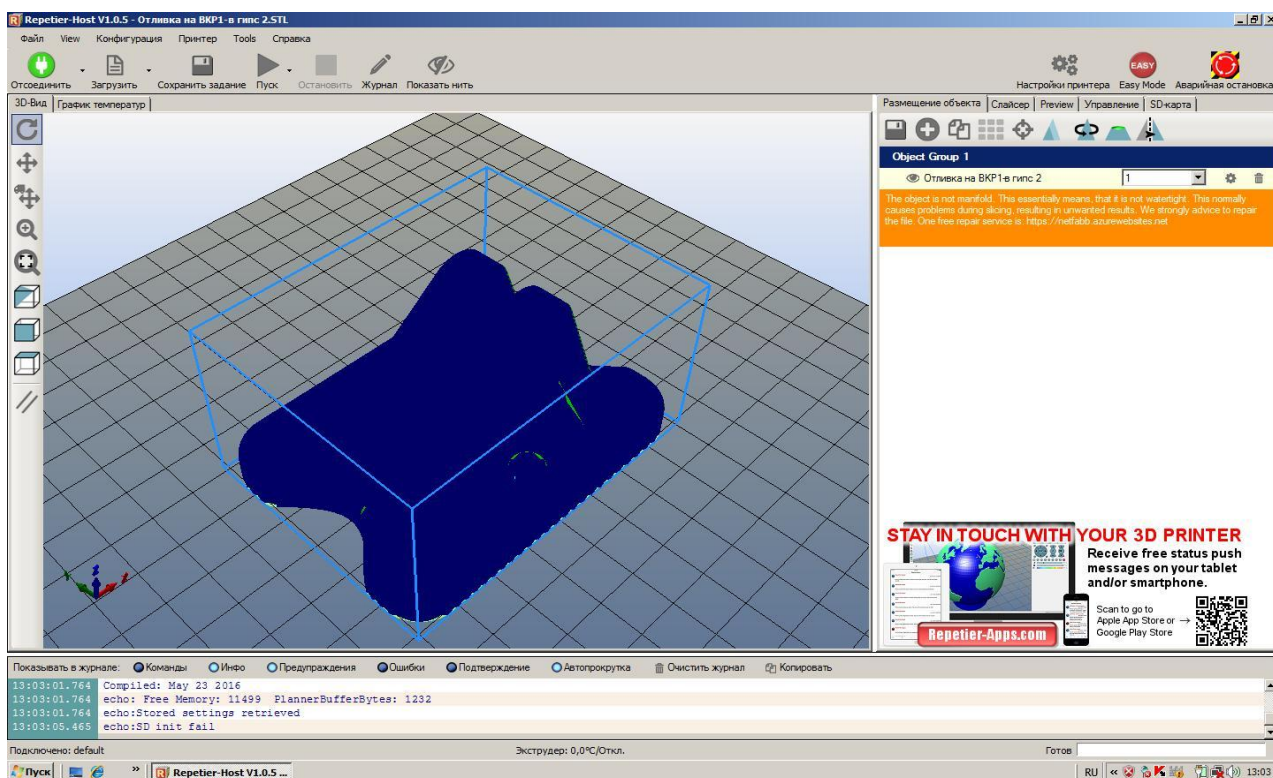 Repetier-Host V1.0.5 - Отливка на ВКР1-в гипс 2.STL
Файл View Конфигурация Принтер Tools Справка
Отсоединить Загрузить Сохранить задание Пуск Остановить Журнал Показать нить Настройки принтера EASY Easy Mode Аварийная остановка
3D-Вид График температур
Размещение объекта Слайсер Preview Управление SD-карта
Object Group 1
Отливка на ВКР1-в гипс 2 1
The object is not manifold. This essentially means, that it is not watertight. This normally
causes problems during slicing, resulting in unwanted results. We strongly advice to repair
the file. One free repair service is: https://netfabb.azurewebsites.net
STAY IN TOUCH WITH YOUR 3D PRINTER
Receive free status push
messages on your tablet
and/or smartphone.
Scan to go to
Apple App Store or →
Google Play Store
Repetier-Apps.com
Показывать в журнале: Команды Инфо Предупраждения Ошибки Подтверждение Автопрокрутка Очистить журнал Копировать
13:03:01.764 Compiled: May 23 2016
13:03:01.764 echo: Free Memory: 11499 PlannerBufferBytes: 1232
13:03:01.764 echo:Stored settings retrieved
13:03:05.465 echo:SD init fail
Подключено: default Экструдер: 0,0°C/Откл. Готов
Пуск » Repetier-Host V1.0.5 ... RU « 13:03